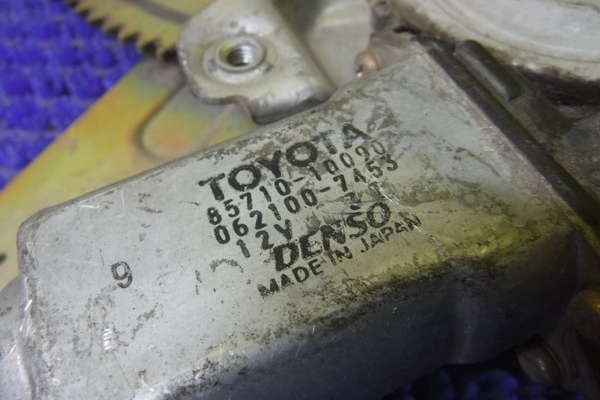 TOYOTA
85710-10090
062100-7453
12V
DENSO
MADE IN JAPAN
9